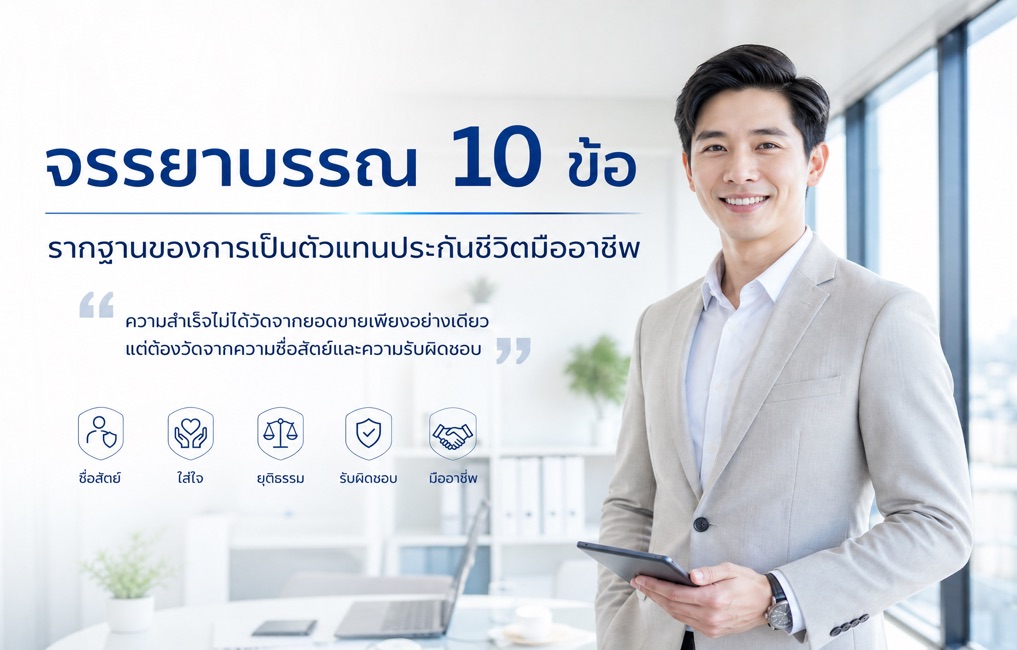 จรรยาบรรณ 10 ข้อ
รากฐานของการเป็นตัวแทนประกันชีวิตมืออาชีพ
“ความสำเร็จไม่ได้วัดจากยอดขายเพียงอย่างเดียว
แต่ต้องวัดจากความซื่อสัตย์และความรับผิดชอบ”
ซื่อสัตย์
ใส่ใจ
ยุติธรรม
รับผิดชอบ
มืออาชีพ